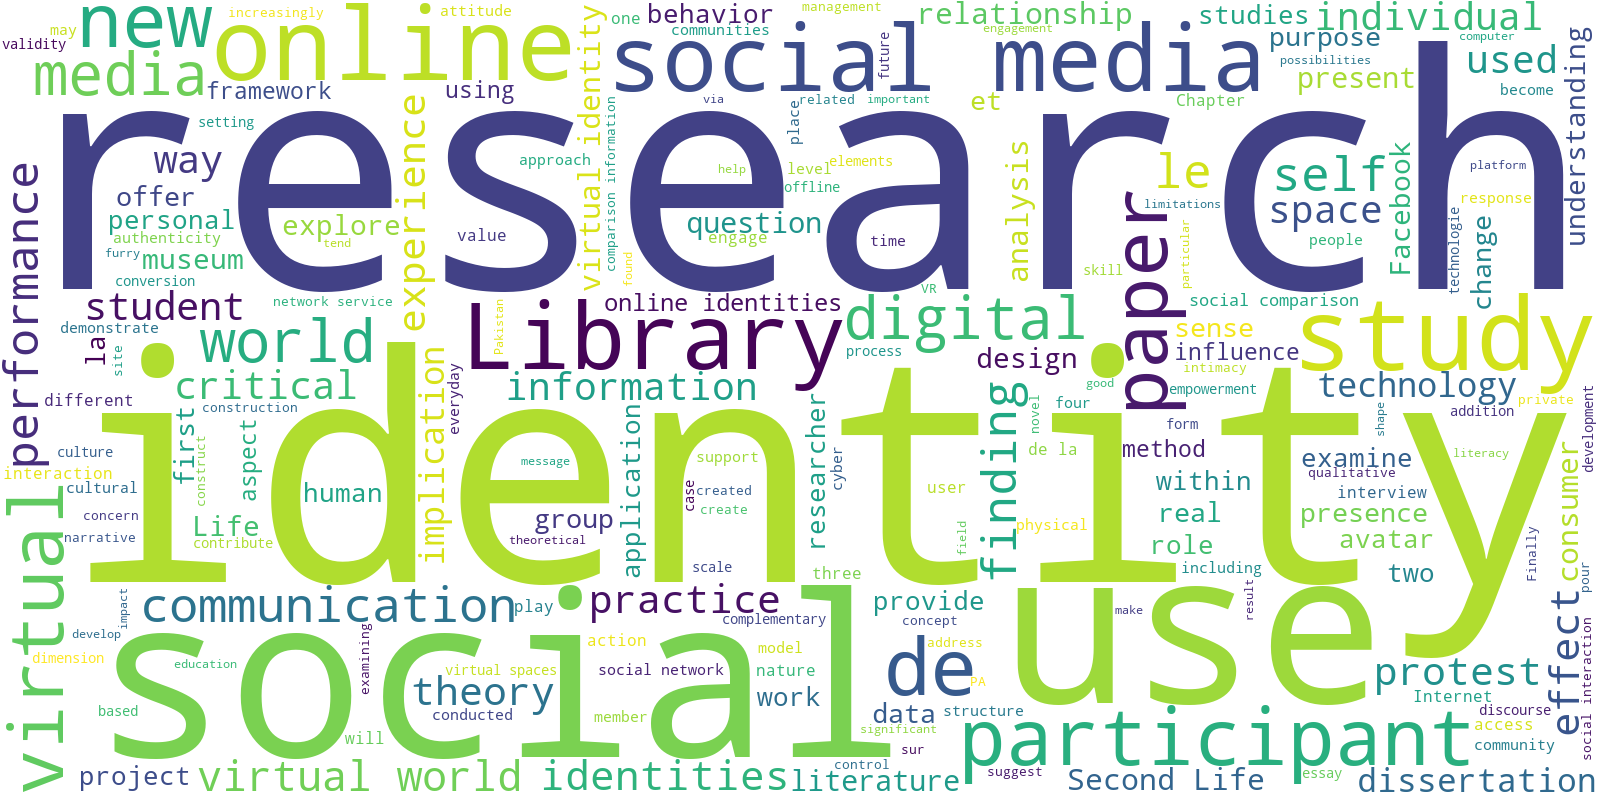 new
online
social media
media
research
identity
social
use
Library
study
participant
paper
virtual
digital
world
communication
individual
relationship
behavior
studies
purpose
used
present
understanding
increasingly
attitude
management
engagement
communities
one
may
validity
computer
possibilities
become
future
framework
using
setting
via
related
important
et
Chapter
place
way
offer
personal
authenticity
furry
museum
conversion
explore
tend
experience
value
approach
virtual identity
comparison information
found
help
level
elements
offline
question
engage
time
analysis
le
self
space
limitations
particular
people
skill
Facebook
platform
technologie
response
change
performance
student
network service
demonstrate
site
la
Pakistan
online identities
VR
process
design
social comparison
sense
influence
intimacy
good
empowerment
technology
critical
different
construction
everyday
information
implication
first
aspect
construct
culture
interaction
cultural
concern
narrative
human
Life
contribute
message
group
theoretical
application
support
case
created
create
scale
researcher
cyber
three
user
field
finding
novel
four
de la
physical
method
form
shape
addition
private
development
literacy
examine
qualitative
interview
within
real
role
including
presence
avatar
two
consumer
Finally
pour
impact
develop
dimension
education
examining
play
practice
action
complementary
provide
concept
address
make
result
virtual spaces
social network
model
nature
theory
conducted
member
work
de
PA
data
structure
significant
sur
control
will
based
protest
Internet
discourse
access
community
effect
social interaction
project
virtual world
identities
literature
suggest
Second Life
essay
dissertation